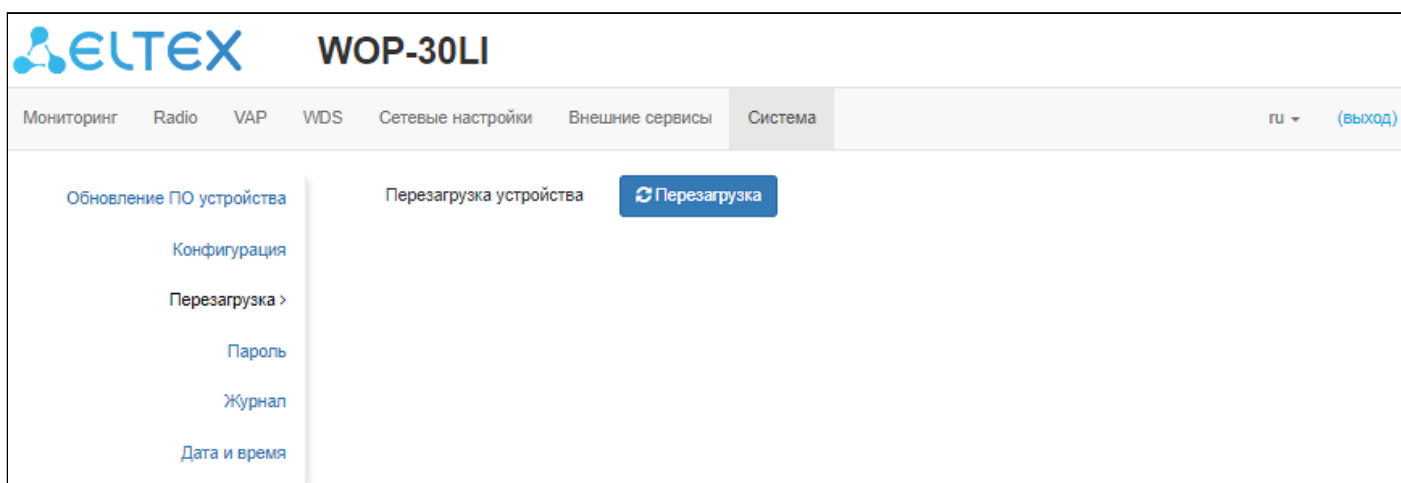 ELTEX WOP-30LI
Мониторинг Radio VAP WDS Сетевые настройки Внешние сервисы Система ru (выход)
Обновление ПО устройства
Перезагрузка устройства Перезагрузка
Конфигурация
Перезагрузка >
Пароль
Журнал
Дата и время